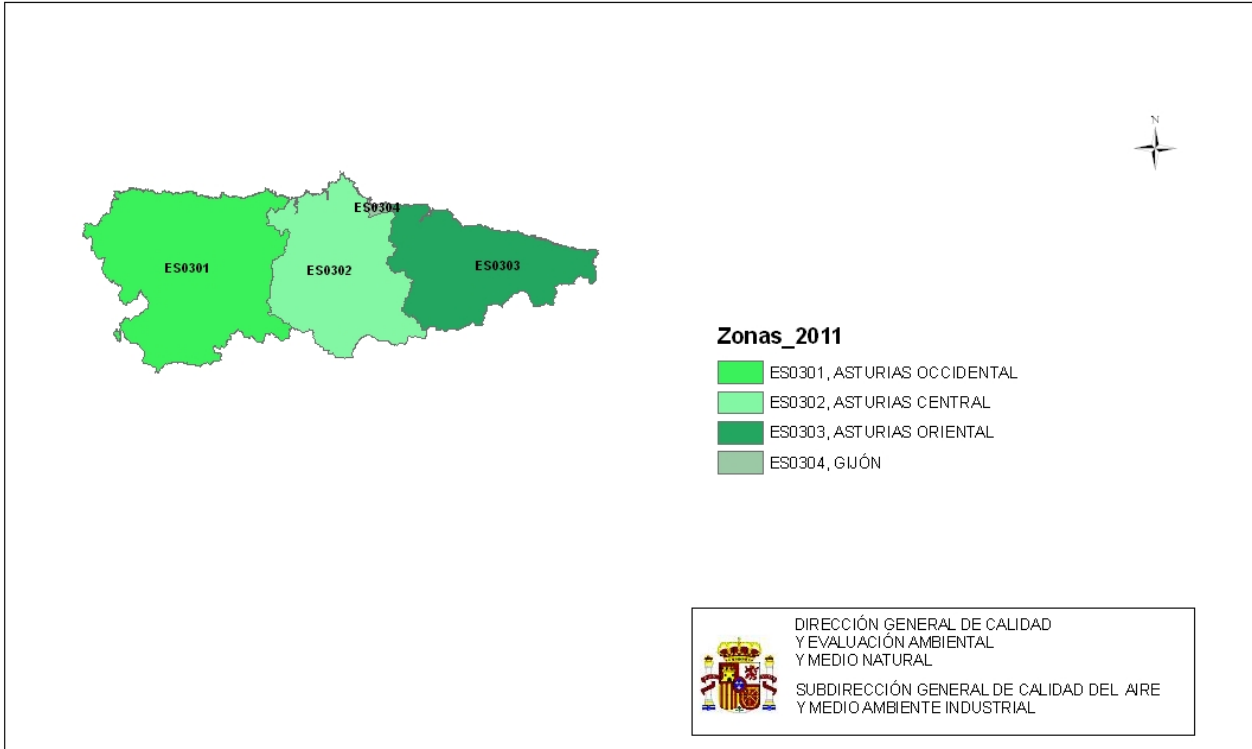 N
ES0304
ES0301
ES0302
ES0303
Zonas_2011
ES0301, ASTURIAS OCCIDENTAL
ES0302, ASTURIAS CENTRAL
ES0303, ASTURIAS ORIENTAL
ES0304, GIJÓN
DIRECCIÓN GENERAL DE CALIDAD
Y EVALUACIÓN AMBIENTAL
Y MEDIO NATURAL
SUBDIRECCIÓN GENERAL DE CALIDAD DEL AIRE
Y MEDIO AMBIENTE INDUSTRIAL